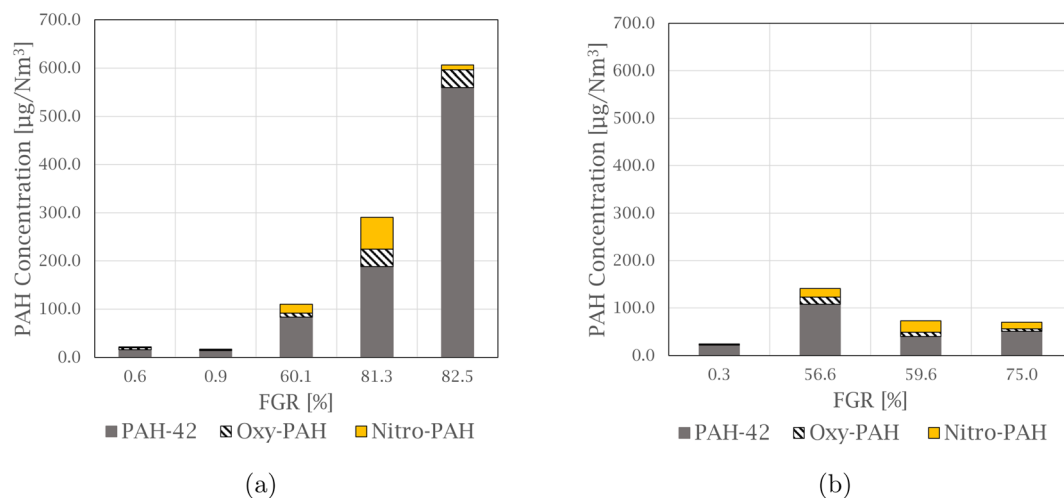 PAH Concentration [µg/Nm³]
700.0
600.0
500.0
400.0
300.0
200.0
100.0
0.0
0.6 0.9 60.1 81.3 82.5
FGR [%]
PAH-42 Oxy-PAH Nitro-PAH
(a)
PAH Concentration [µg/Nm³]
700.0
600.0
500.0
400.0
300.0
200.0
100.0
0.0
0.3 56.6 59.6 75.0
FGR [%]
PAH-42 Oxy-PAH Nitro-PAH
(b)